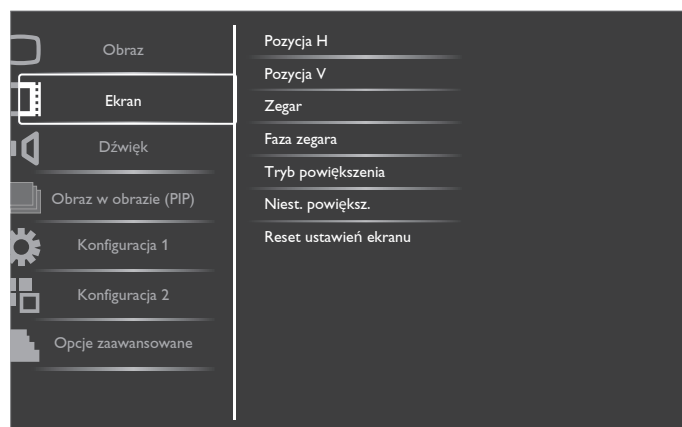 Obraz
Ekran
Dźwięk
Obraz w obrazie (PIP)
Konfiguracja 1
Konfiguracja 2
Opcje zaawansowane
Pozycja H
Pozycja V
Zegar
Faza zegara
Tryb powiększenia
Niest. powiększ.
Reset ustawień ekranu